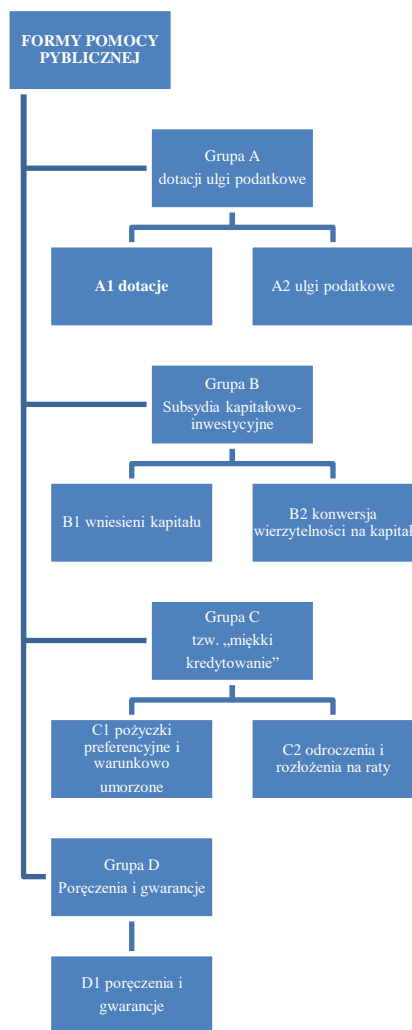 FORMY POMOCY
PYBLICZNEJ
Grupa A
dotacji ulgi podatkowe
A1 dotacje
A2 ulgi podatkowe
Grupa B
Subsydia kapitałowo-
inwestycyjne
B1 wniesieni kapitału
B2 konwersja
wierzytelności na kapitał
Grupa C
tzw. „miękki
kredytowanie”
C1 pożyczki
preferencyjne i
warunkowo
umorzone
C2 odroczenia i
rozłożenia na raty
Grupa D
Poręczenia i gwarancje
D1 poręczenia i
gwarancje